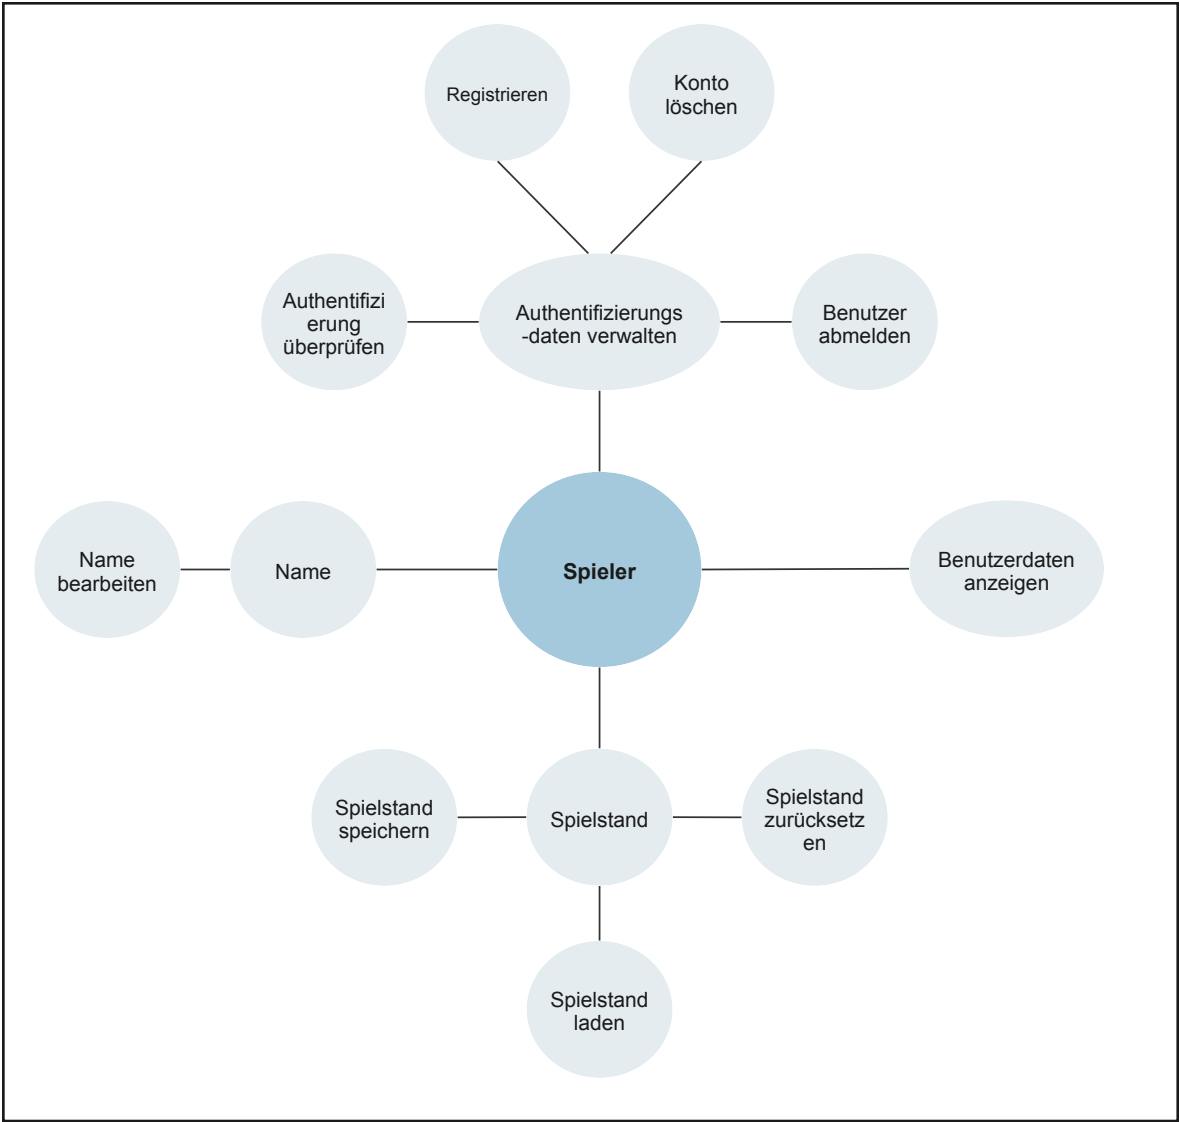 Registrieren
Konto
löschen
Authentifizi
erung
überprüfen
Authentifizierungs
-daten verwalten
Benutzer
abmelden
Name
bearbeiten
Name
Spieler
Benutzerdaten
anzeigen
Spielstand
speichern
Spielstand
Spielstand
zurücksetz
en
Spielstand
laden